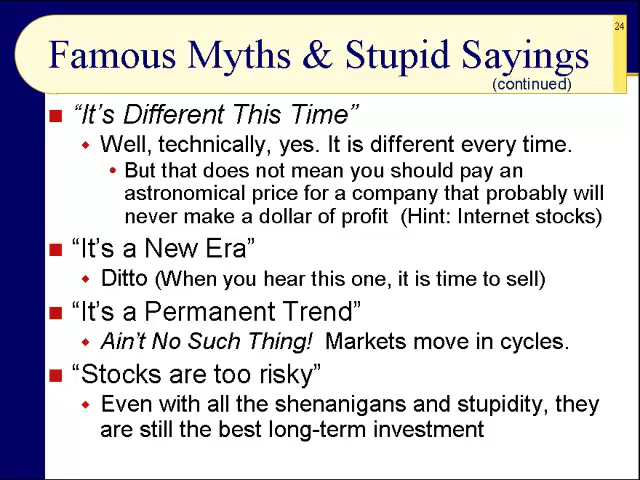 24
Famous Myths & Stupid Sayings
(continued)
“It’s Different This Time”
Well, technically, yes. It is different every time.
But that does not mean you should pay an
astronomical price for a company that probably will
never make a dollar of profit (Hint: Internet stocks)
“It’s a New Era”
Ditto (When you hear this one, it is time to sell)
“It’s a Permanent Trend”
Ain’t No Such Thing! Markets move in cycles.
“Stocks are too risky”
Even with all the shenanigans and stupidity, they
are still the best long-term investment